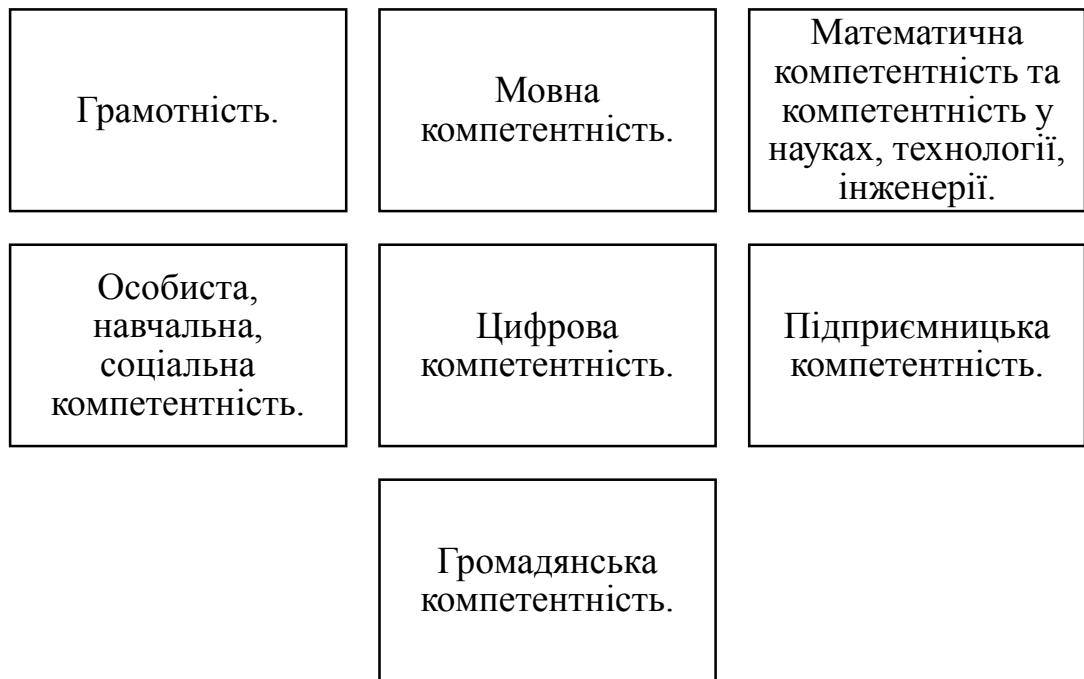 Грамотність.
Мовна
компетентність.
Математична
компетентність та
компетентність у
науках, технології,
інженерії.
Особиста,
навчальна,
соціальна
компетентність.
Цифрова
компетентність.
Підприємницька
компетентність.
Громадянська
компетентність.